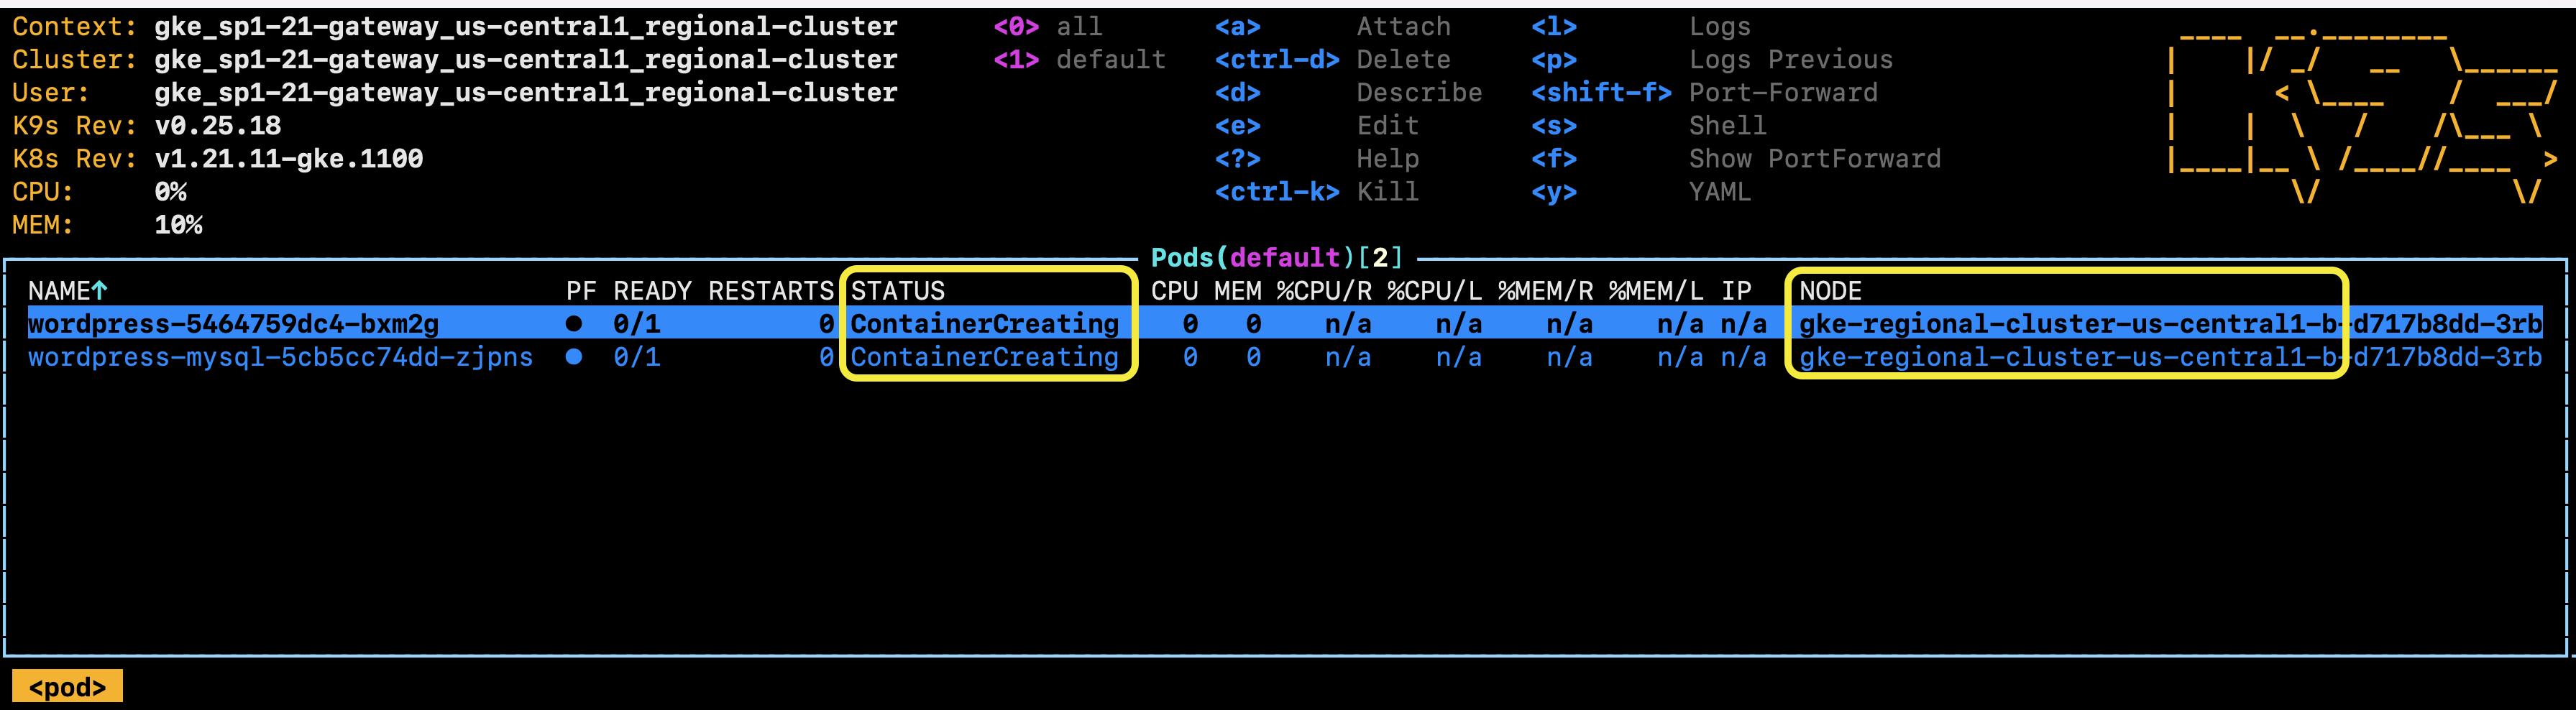 Context: gke_sp1-21-gateway_us-central1_regional-cluster <0> all <a> Attach <l> Logs
Cluster: gke_sp1-21-gateway_us-central1_regional-cluster <1> default <ctrl-d> Delete <p> Logs Previous
User: gke_sp1-21-gateway_us-central1_regional-cluster <d> Describe <shift-f> Port-Forward
K9s Rev: v0.25.18 <e> Edit <s> Shell
K8s Rev: v1.21.11-gke.1100 <?> Help <f> Show PortForward
CPU: 0% <ctrl-k> Kill <y> YAML
MEM: 10%
Pods(default)[2]
NAME↑ PF READY RESTARTS STATUS CPU MEM %CPU/R %CPU/L %MEM/R %MEM/L IP NODE
wordpress-5464759dc4-bxm2g ● 0/1 0 ContainerCreating 0 0 n/a n/a n/a n/a n/a gke-regional-cluster-us-central1-b-d717b8dd-3rb
wordpress-mysql-5cb5cc74dd-zjpns ● 0/1 0 ContainerCreating 0 0 n/a n/a n/a n/a n/a gke-regional-cluster-us-central1-b-d717b8dd-3rb
<pod>